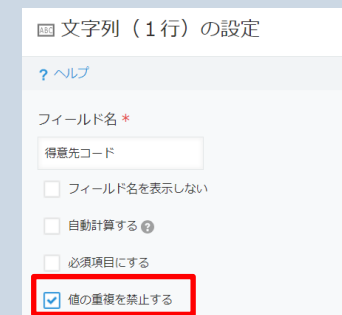 ABC 文字列（１行）の設定
? ヘルプ
フィールド名 *
得意先コード
フィールド名を表示しない
自動計算する ?
必須項目にする
値の重複を禁止する